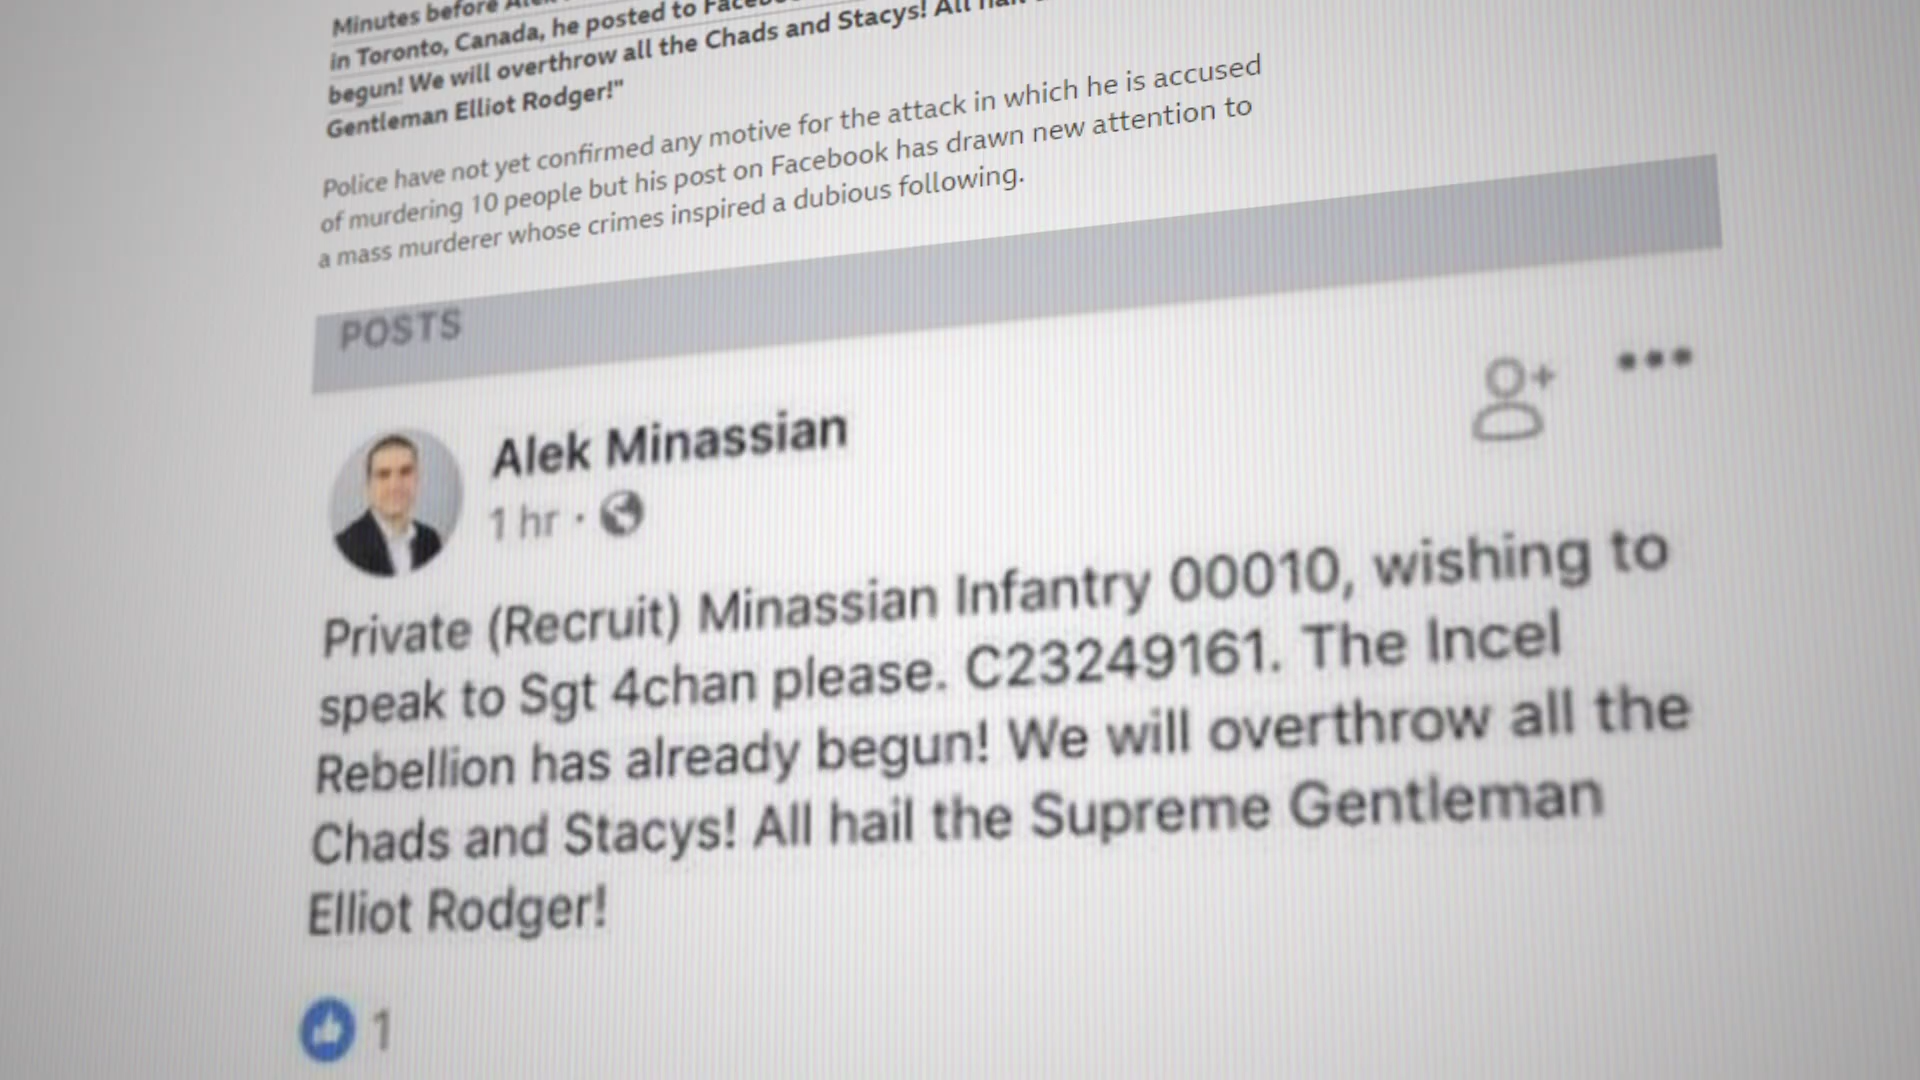 Minutes before
in Toronto, Canada, he posted to
begun! We will overthrow all the Chads and Stacys! All hail
Gentleman Elliot Rodger!"
Police have not yet confirmed any motive for the attack in which he is accused
of murdering 10 people but his post on Facebook has drawn new attention to
a mass murderer whose crimes inspired a dubious following.
POSTS
Alek Minassian
1 hr ·
Private (Recruit) Minassian Infantry 00010, wishing to
speak to Sgt 4chan please. C23249161. The Incel
Rebellion has already begun! We will overthrow all the
Chads and Stacys! All hail the Supreme Gentleman
Elliot Rodger!
1